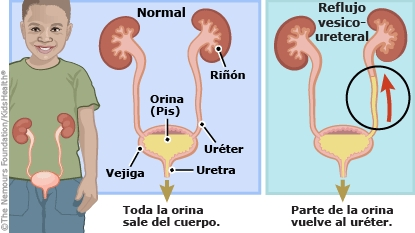 ©The Nemours Foundation/KidsHealth®
Normal
Riñón
Orina
(Pis)
Uréter
Vejiga
Uretra
Toda la orina
sale del cuerpo.
Reflujo
vesico-
ureteral
Parte de la orina
vuelve al uréter.